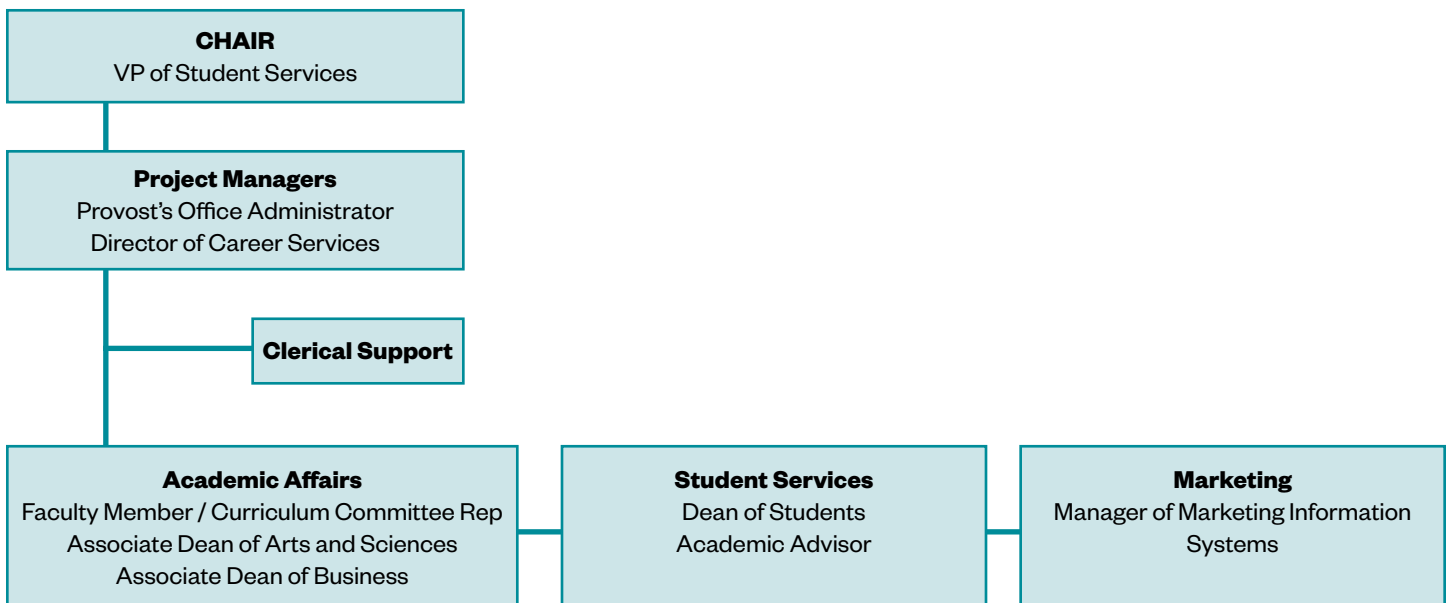 CHAIR
VP of Student Services
Project Managers
Provost’s Office Administrator
Director of Career Services
Clerical Support
Academic Affairs
Faculty Member / Curriculum Committee Rep
Associate Dean of Arts and Sciences
Associate Dean of Business
Student Services
Dean of Students
Academic Advisor
Marketing
Manager of Marketing Information
Systems